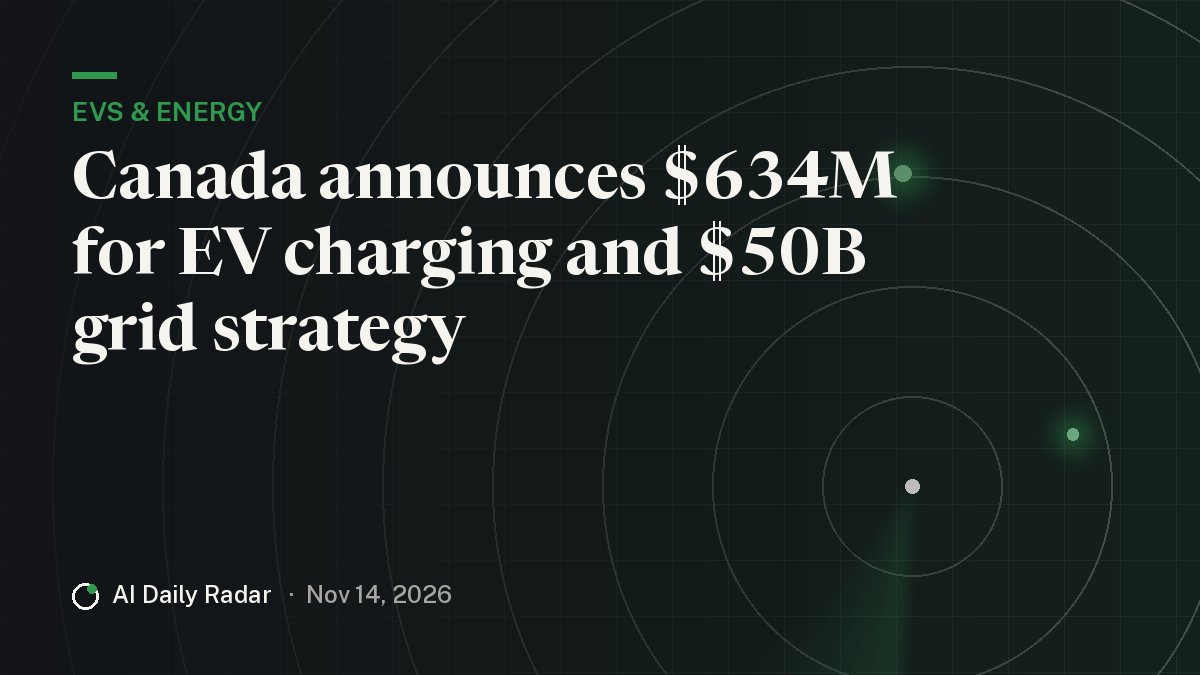 EVS & ENERGY
Canada announces $634M
for EV charging and $50B
grid strategy
AI Daily Radar · Nov 14, 2026